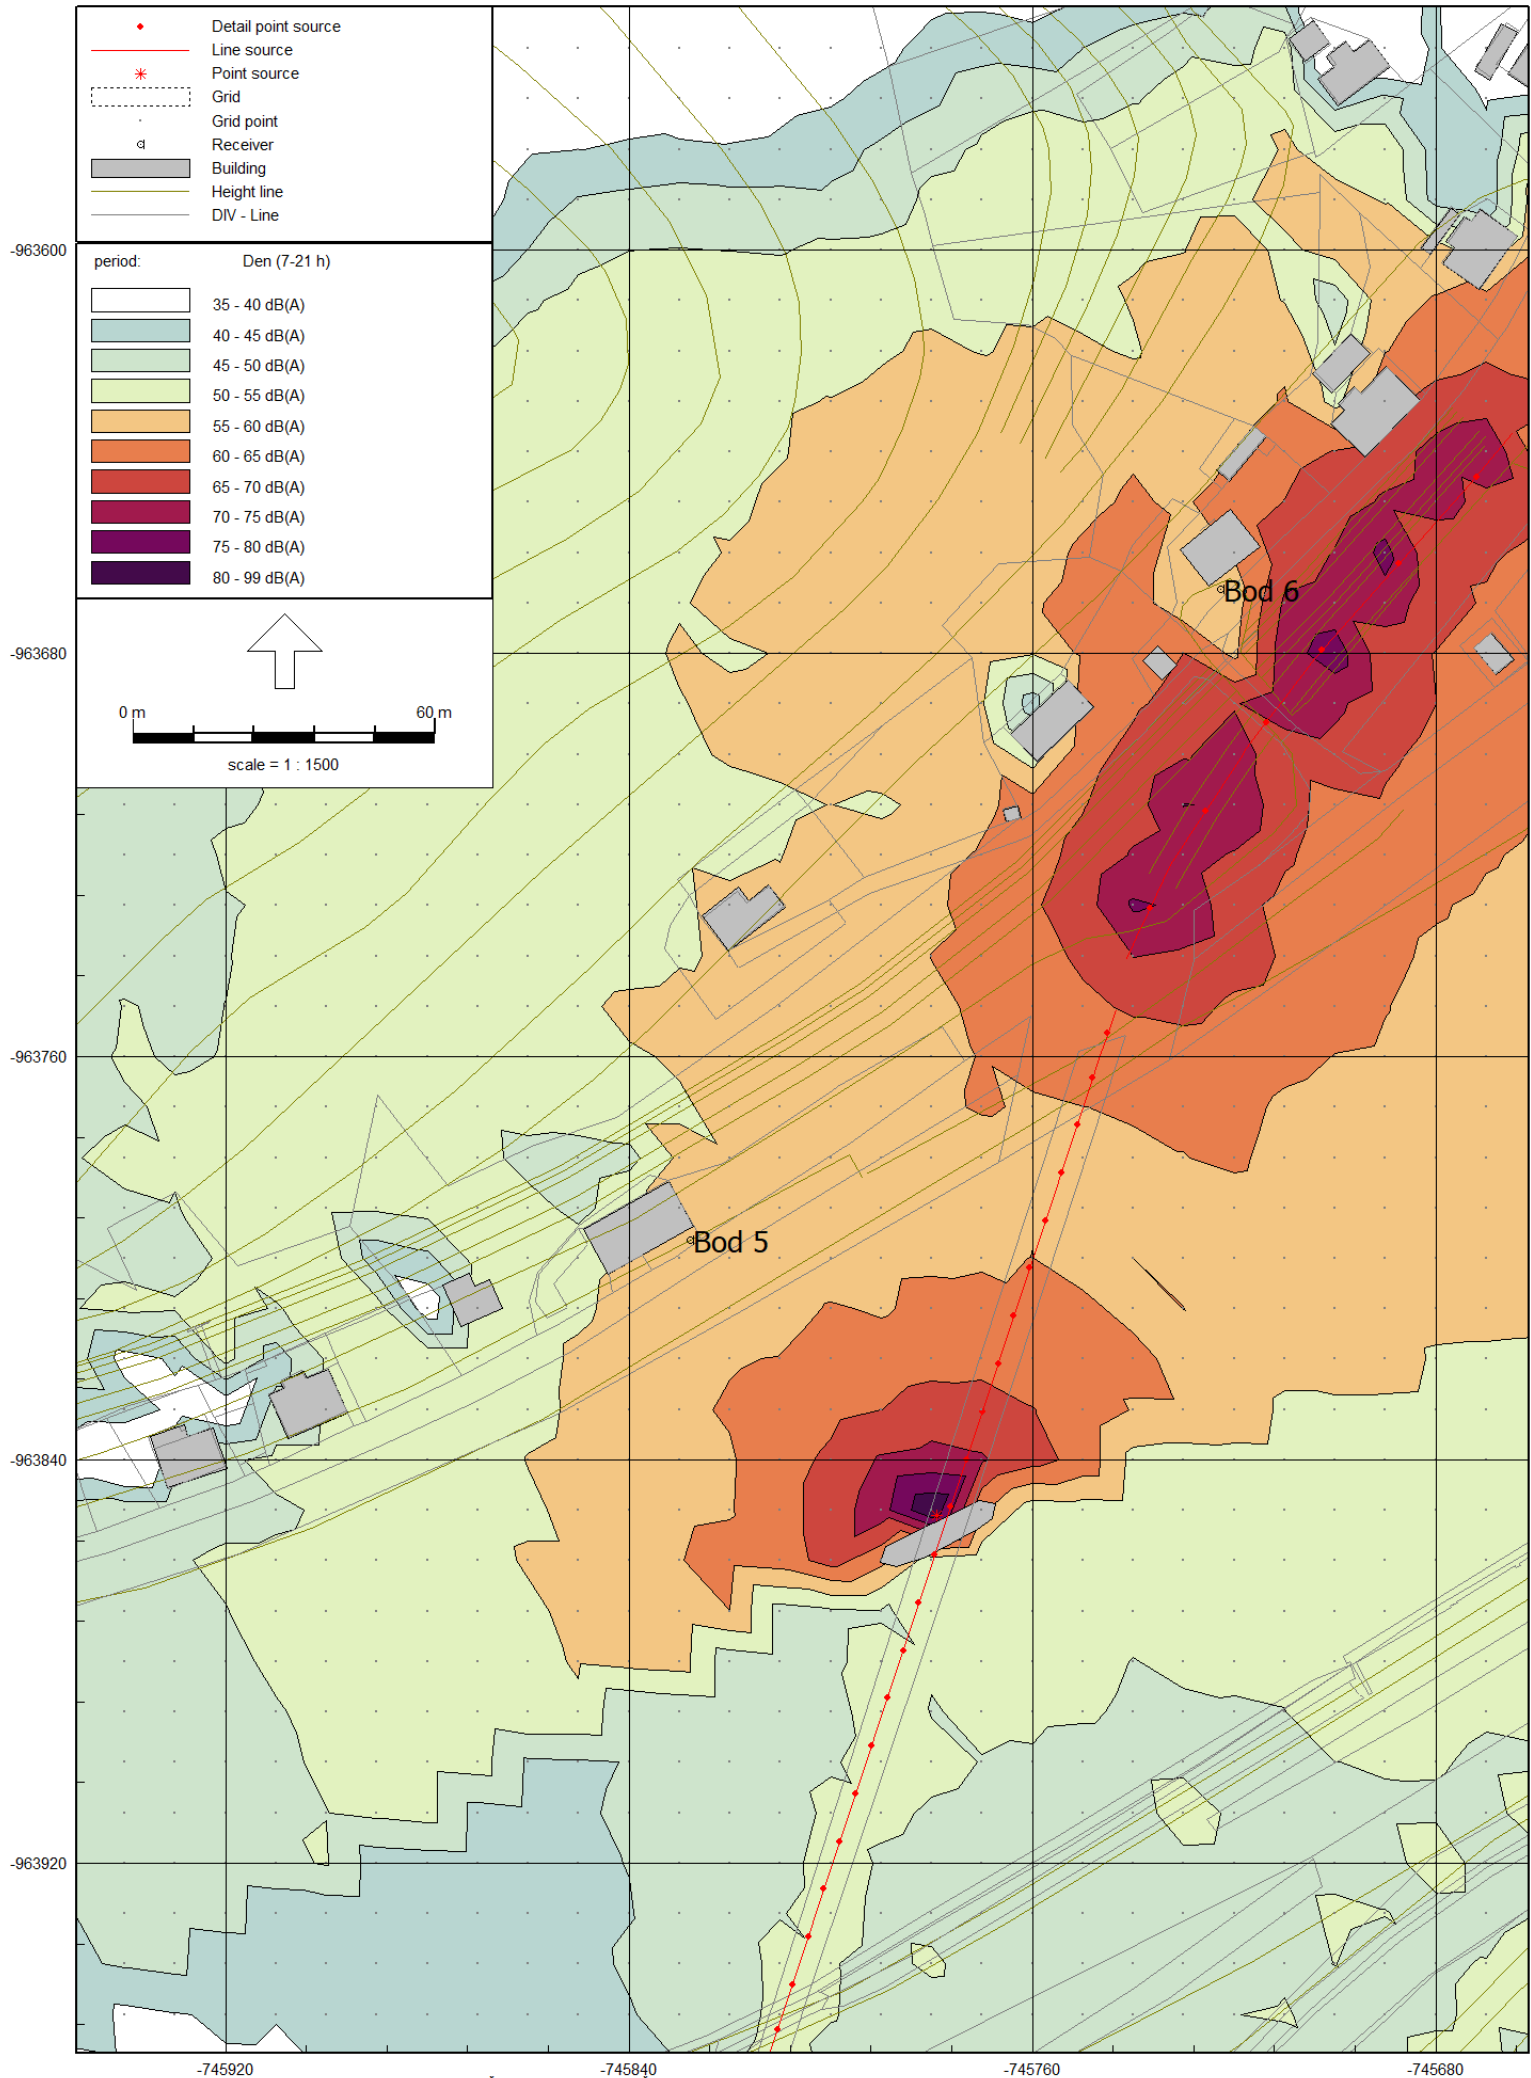 Detail point source
Line source
Point source
Grid
Grid point
Receiver
Building
Height line
DIV - Line
period: Den (7-21 h)
35 - 40 dB(A)
40 - 45 dB(A)
45 - 50 dB(A)
50 - 55 dB(A)
55 - 60 dB(A)
60 - 65 dB(A)
65 - 70 dB(A)
70 - 75 dB(A)
75 - 80 dB(A)
80 - 99 dB(A)
0 m 60 m
scale = 1 : 1500
-963600
-963680
-963760
-963840
-963920
Bod 6
Bod 5
-745920 -745840 -745760 -745680